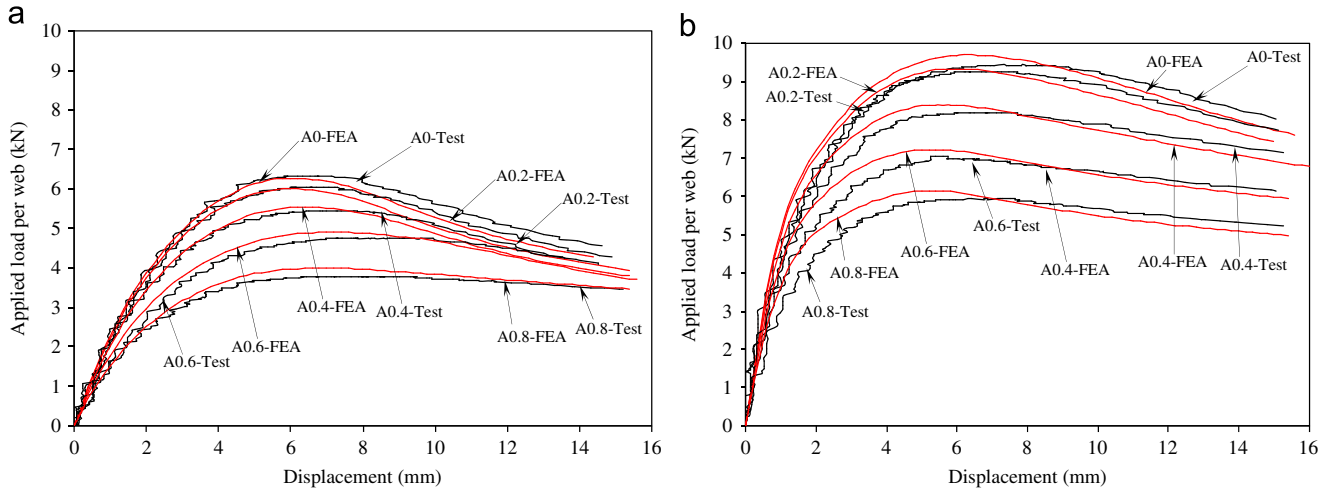 a
10
9
8
7
6
5
4
3
2
1
0
Applied load per web (kN)
A0-FEA
A0-Test
A0.2-FEA
A0.2-Test
A0.4-FEA
A0.4-Test
A0.8-FEA
A0.8-Test
A0.6-FEA
A0.6-Test
0 2 4 6 8 10 12 14 16
Displacement (mm)
b
10
9
8
7
6
5
4
3
2
1
0
Applied load per web (kN)
A0.2-FEA
A0.2-Test
A0-FEA
A0-Test
A0.6-Test
A0.6-FEA
A0.4-FEA
A0.4-FEA
A0.4-Test
A0.8-FEA
A0.8-Test
0 2 4 6 8 10 12 14 16
Displacement (mm)